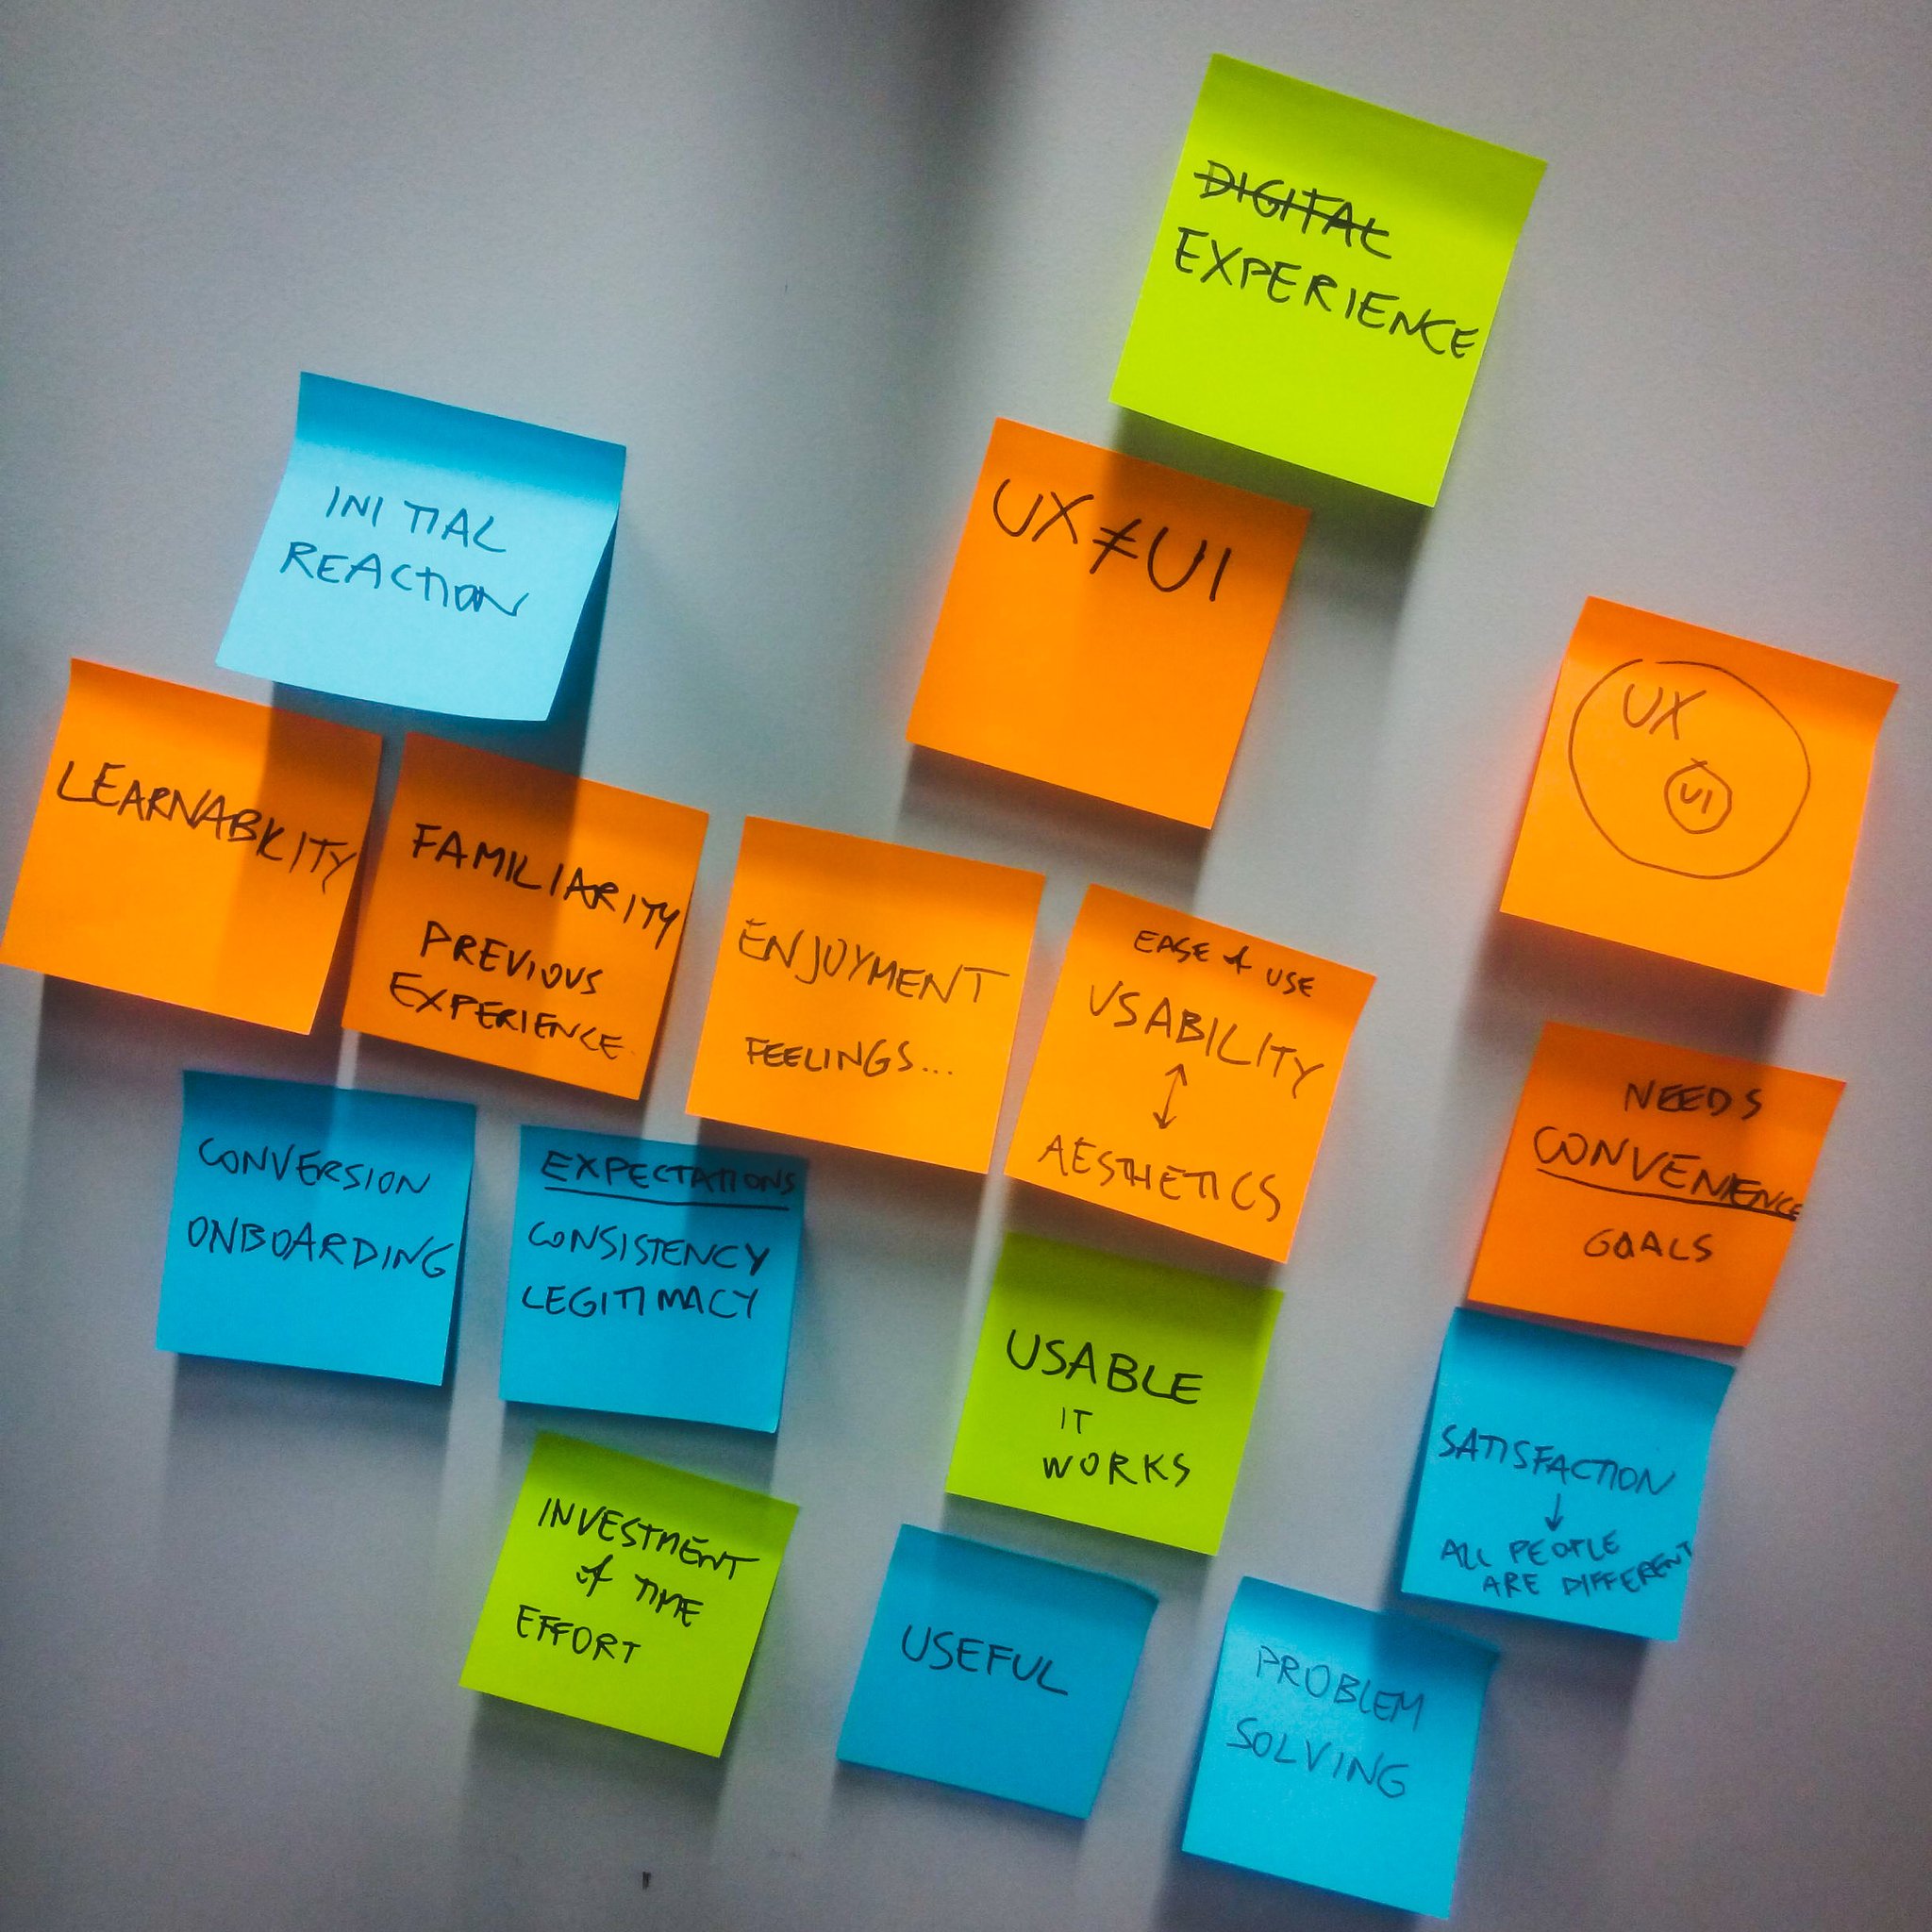 DIGITAL
EXPERIENCE
INITIAL
REACTION
UX ≠ UI
UX
UI
LEARNABILITY
FAMILIARITY
PREVIOUS
EXPERIENCE.
ENJOYMENT
FEELINGS...
EASE of USE
USABILITY
↕
AESTHETICS
NEEDS
CONVENIENCE
GOALS
CONVERSION
ONBOARDING
EXPECTATIONS
CONSISTENCY
LEGITIMACY
USABLE
IT
WORKS
SATISFACTION
↓
ALL PEOPLE
ARE DIFFERENT
INVESTMENT
of TIME
EFFORT
USEFUL
PROBLEM
SOLVING